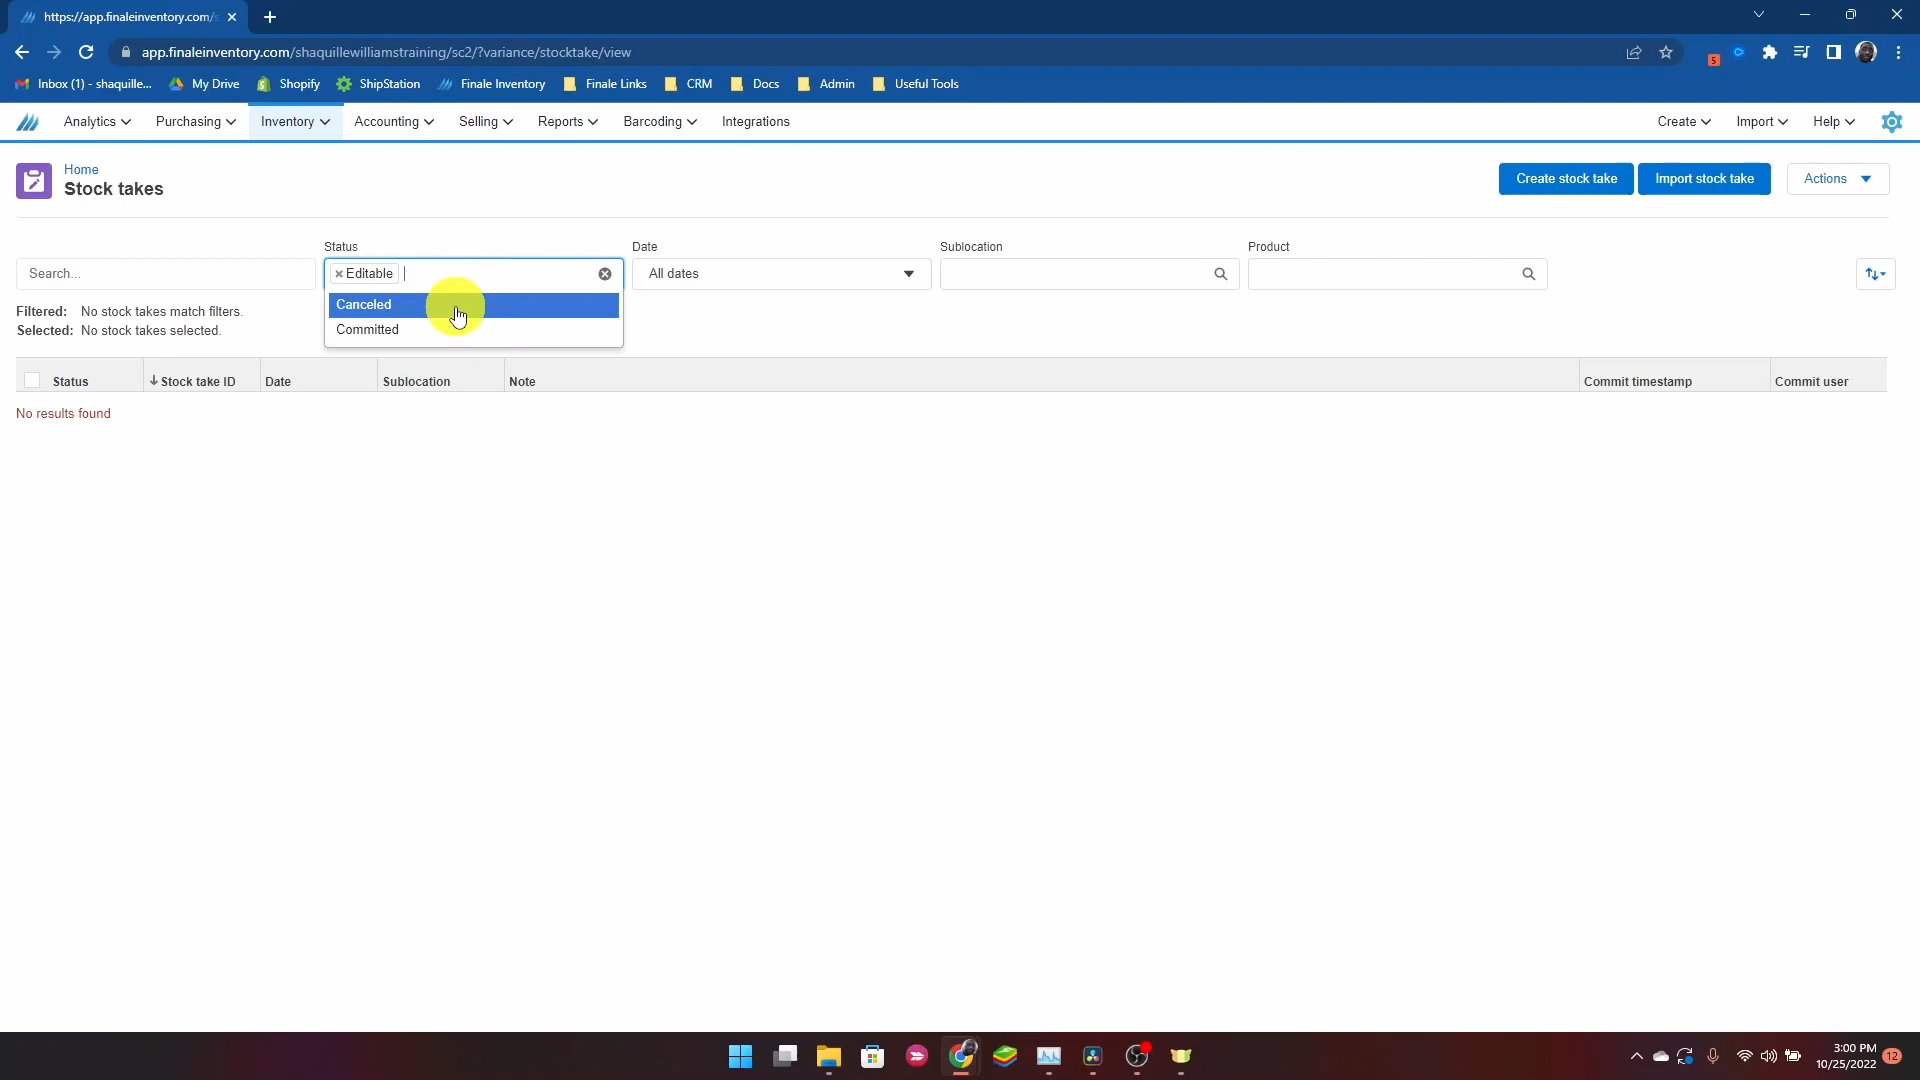 https://app.finaleinventory.com/s
app.finaleinventory.com/shaquillewilliamstraining/sc2/?variance/stocktake/view
5
Inbox (1) - shaquille... My Drive Shopify ShipStation Finale Inventory Finale Links CRM Docs Admin Useful Tools
Analytics Purchasing Inventory Accounting Selling Reports Barcoding Integrations Create Import Help
Home
Stock takes
Create stock take Import stock take Actions
Status Date Sublocation Product
Search... × Editable All dates
Canceled
Committed
Filtered: No stock takes match filters.
Selected: No stock takes selected.
Status Stock take ID Date Sublocation Note Commit timestamp Commit user
No results found
3:00 PM
10/25/2022
12